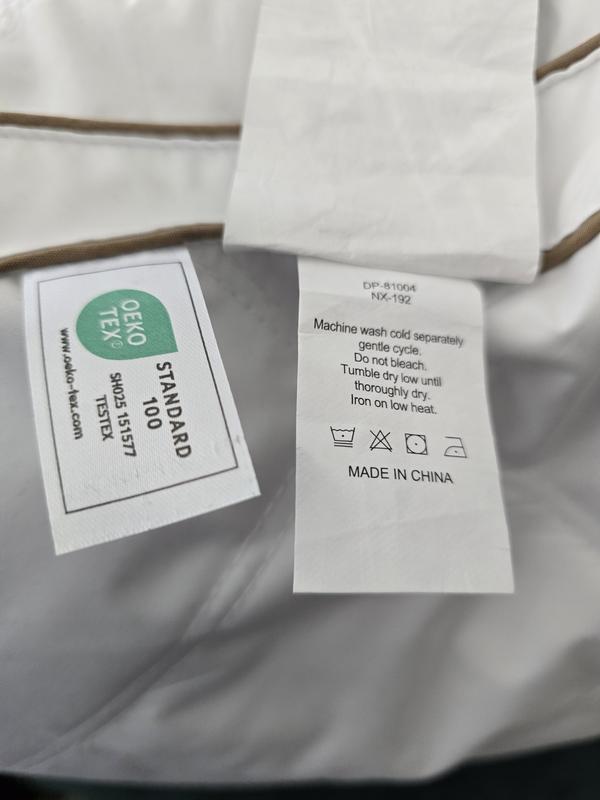 OEKO
TEX®
STANDARD
100
SH025 151577
TESTEX
www.oeko-tex.com
DP-81004
NX-192
Machine wash cold separately
gentle cycle.
Do not bleach.
Tumble dry low until
thoroughly dry.
Iron on low heat.
MADE IN CHINA